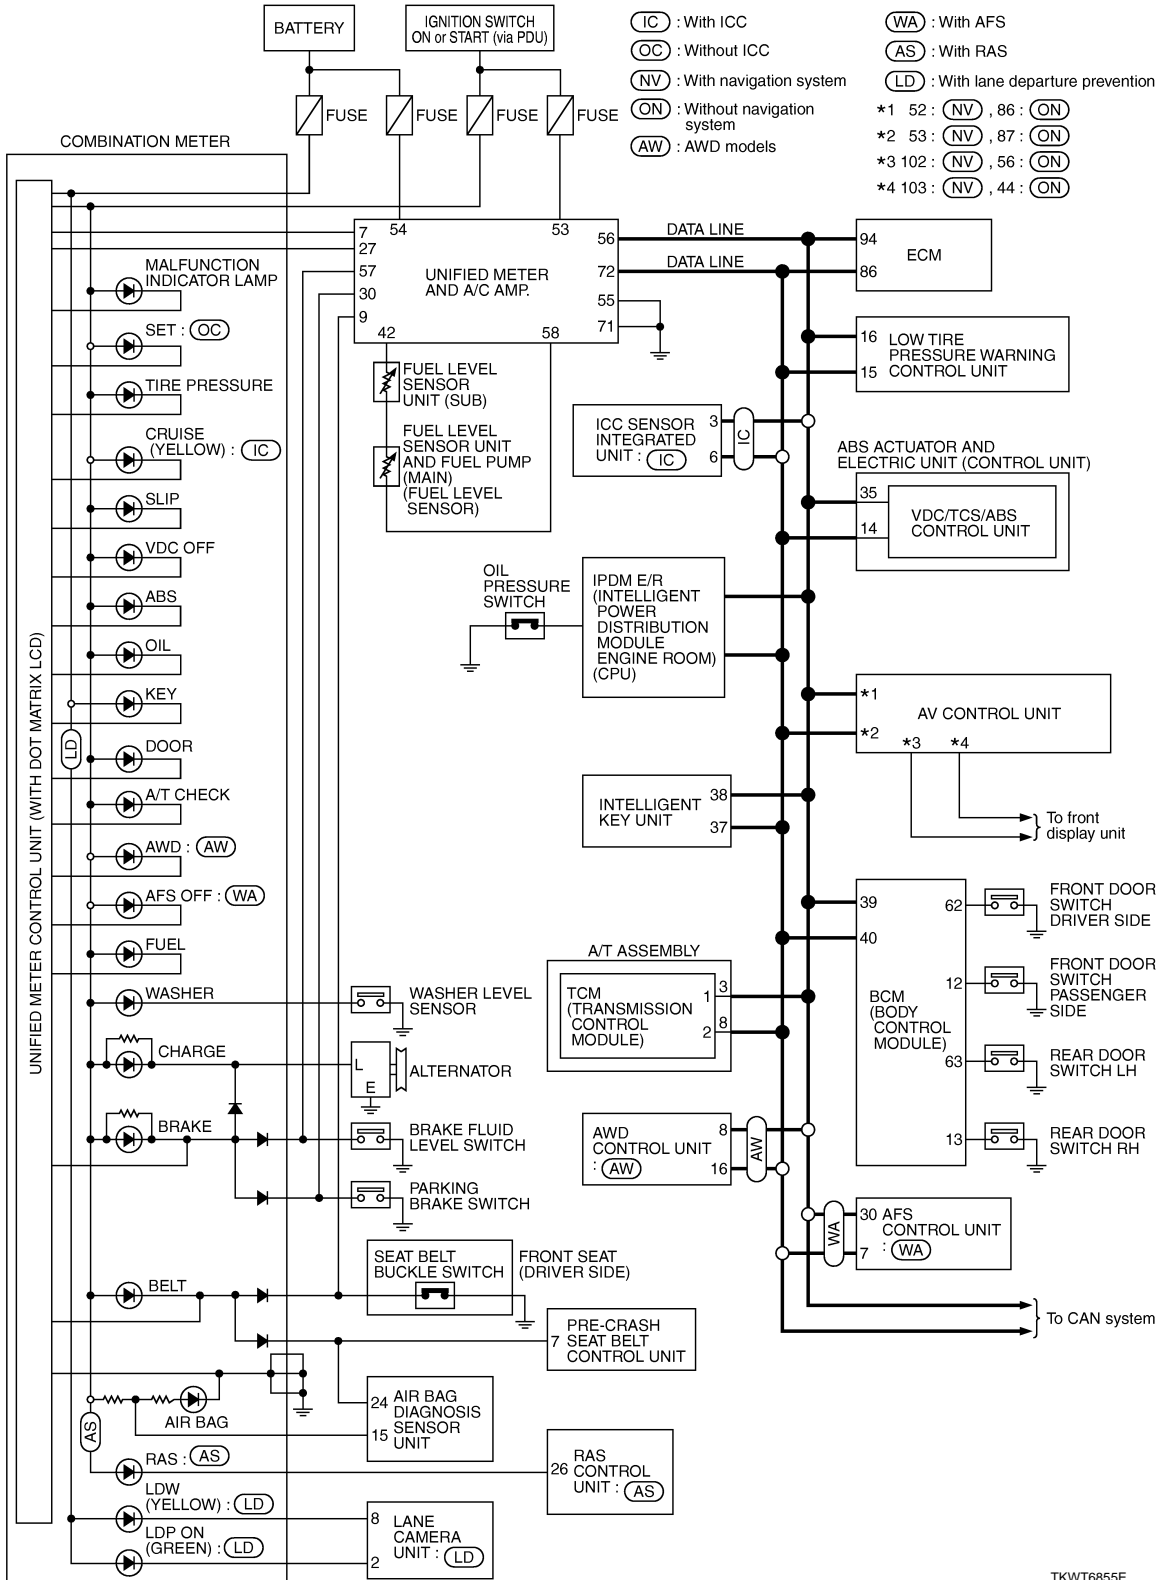 BATTERY
IGNITION SWITCH
ON or START (via PDU)
IC : With ICC
OC : Without ICC
NV : With navigation system
ON : Without navigation
system
AW : AWD models
WA : With AFS
AS : With RAS
LD : With lane departure prevention
*1 52 : NV , 86 : ON
*2 53 : NV , 87 : ON
*3 102 : NV , 56 : ON
*4 103 : NV , 44 : ON
FUSE
FUSE
FUSE
FUSE
COMBINATION METER
UNIFIED METER CONTROL UNIT (WITH DOT MATRIX LCD)
7
27
57
30
9
54
53
UNIFIED METER
AND A/C AMP.
56
72
55
71
42
58
DATA LINE
DATA LINE
94
86
ECM
MALFUNCTION
INDICATOR LAMP
SET : OC
TIRE PRESSURE
CRUISE
(YELLOW) : IC
SLIP
VDC OFF
ABS
OIL
KEY
LD
DOOR
A/T CHECK
AWD : AW
AFS OFF : WA
FUEL
WASHER
CHARGE
BRAKE
BELT
AIR BAG
AS
RAS : AS
LDW
(YELLOW) : LD
LDP ON
(GREEN) : LD
FUEL LEVEL
SENSOR
UNIT (SUB)
FUEL LEVEL
SENSOR UNIT
AND FUEL PUMP
(MAIN)
(FUEL LEVEL
SENSOR)
16
15
LOW TIRE
PRESSURE WARNING
CONTROL UNIT
ICC SENSOR
INTEGRATED
UNIT : IC
3
6
IC
ABS ACTUATOR AND
ELECTRIC UNIT (CONTROL UNIT)
35
14
VDC/TCS/ABS
CONTROL UNIT
OIL
PRESSURE
SWITCH
IPDM E/R
(INTELLIGENT
POWER
DISTRIBUTION
MODULE
ENGINE ROOM)
(CPU)
*1
*2
AV CONTROL UNIT
*3
*4
To front
display unit
INTELLIGENT
KEY UNIT
38
37
39
40
BCM
(BODY
CONTROL
MODULE)
62
12
63
13
FRONT DOOR
SWITCH
DRIVER SIDE
FRONT DOOR
SWITCH
PASSENGER
SIDE
REAR DOOR
SWITCH LH
REAR DOOR
SWITCH RH
A/T ASSEMBLY
TCM
(TRANSMISSION
CONTROL
MODULE)
1
2
3
8
WASHER LEVEL
SENSOR
L
E
ALTERNATOR
BRAKE FLUID
LEVEL SWITCH
PARKING
BRAKE SWITCH
AWD
CONTROL UNIT
: AW
8
16
AW
WA
30
7
AFS
CONTROL UNIT
: WA
SEAT BELT
BUCKLE SWITCH
FRONT SEAT
(DRIVER SIDE)
To CAN system
7
PRE-CRASH
SEAT BELT
CONTROL UNIT
24
15
AIR BAG
DIAGNOSIS
SENSOR
UNIT
26
RAS
CONTROL
UNIT : AS
8
2
LANE
CAMERA
UNIT : LD
TKWT6855E